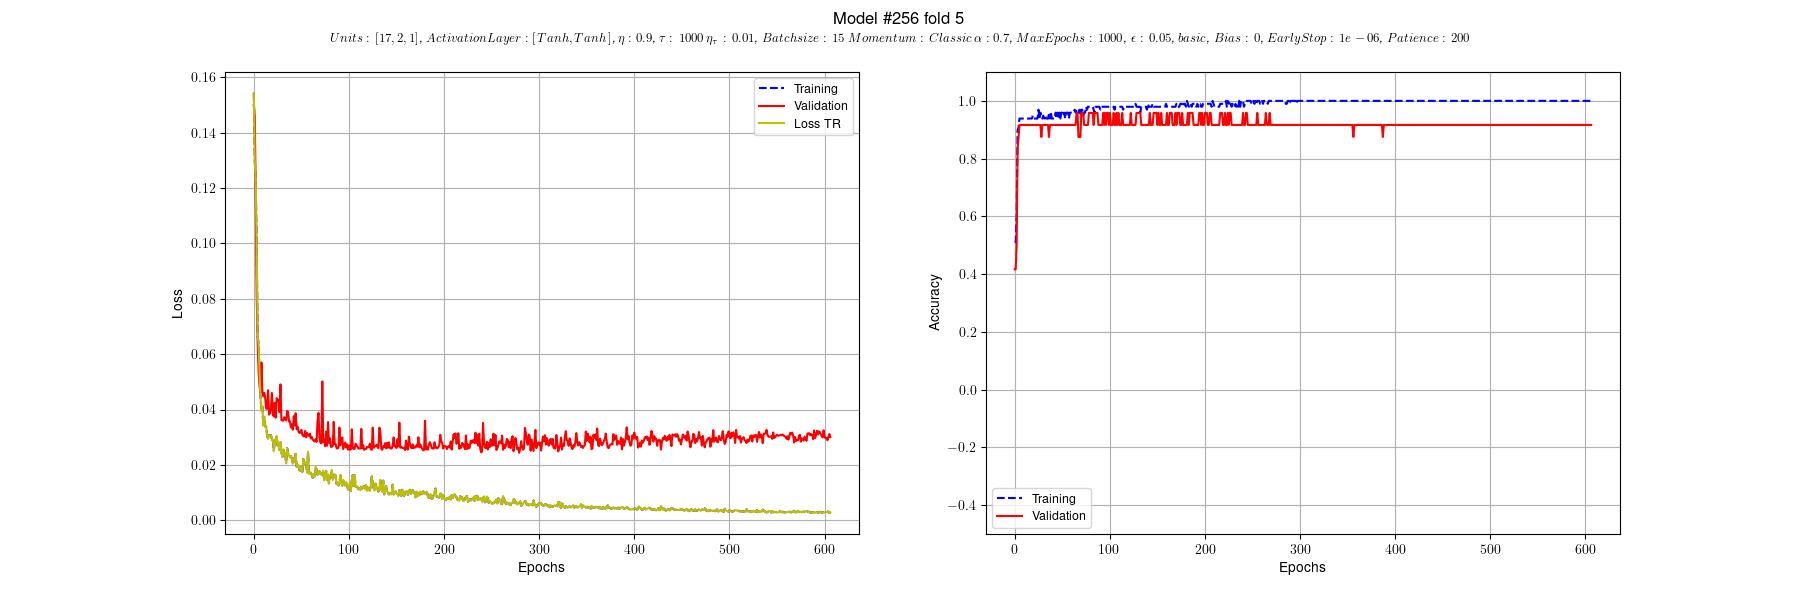 Model #256 fold 5
Units : [17, 2, 1], ActivationLayer : [Tanh, Tanh], η : 0.9, τ : 1000 η_τ : 0.01, Batchsize : 15 Momentum : Classic α : 0.7, MaxEpochs : 1000, ϵ : 0.05, basic, Bias : 0, EarlyStop : 1e − 06, Patience : 200
Loss
0.16
0.14
0.12
0.10
0.08
0.06
0.04
0.02
0.00
0 100 200 300 400 500 600
Epochs
Training
Validation
Loss TR
Accuracy
1.0
0.8
0.6
0.4
0.2
0.0
−0.2
−0.4
0 100 200 300 400 500 600
Epochs
Training
Validation